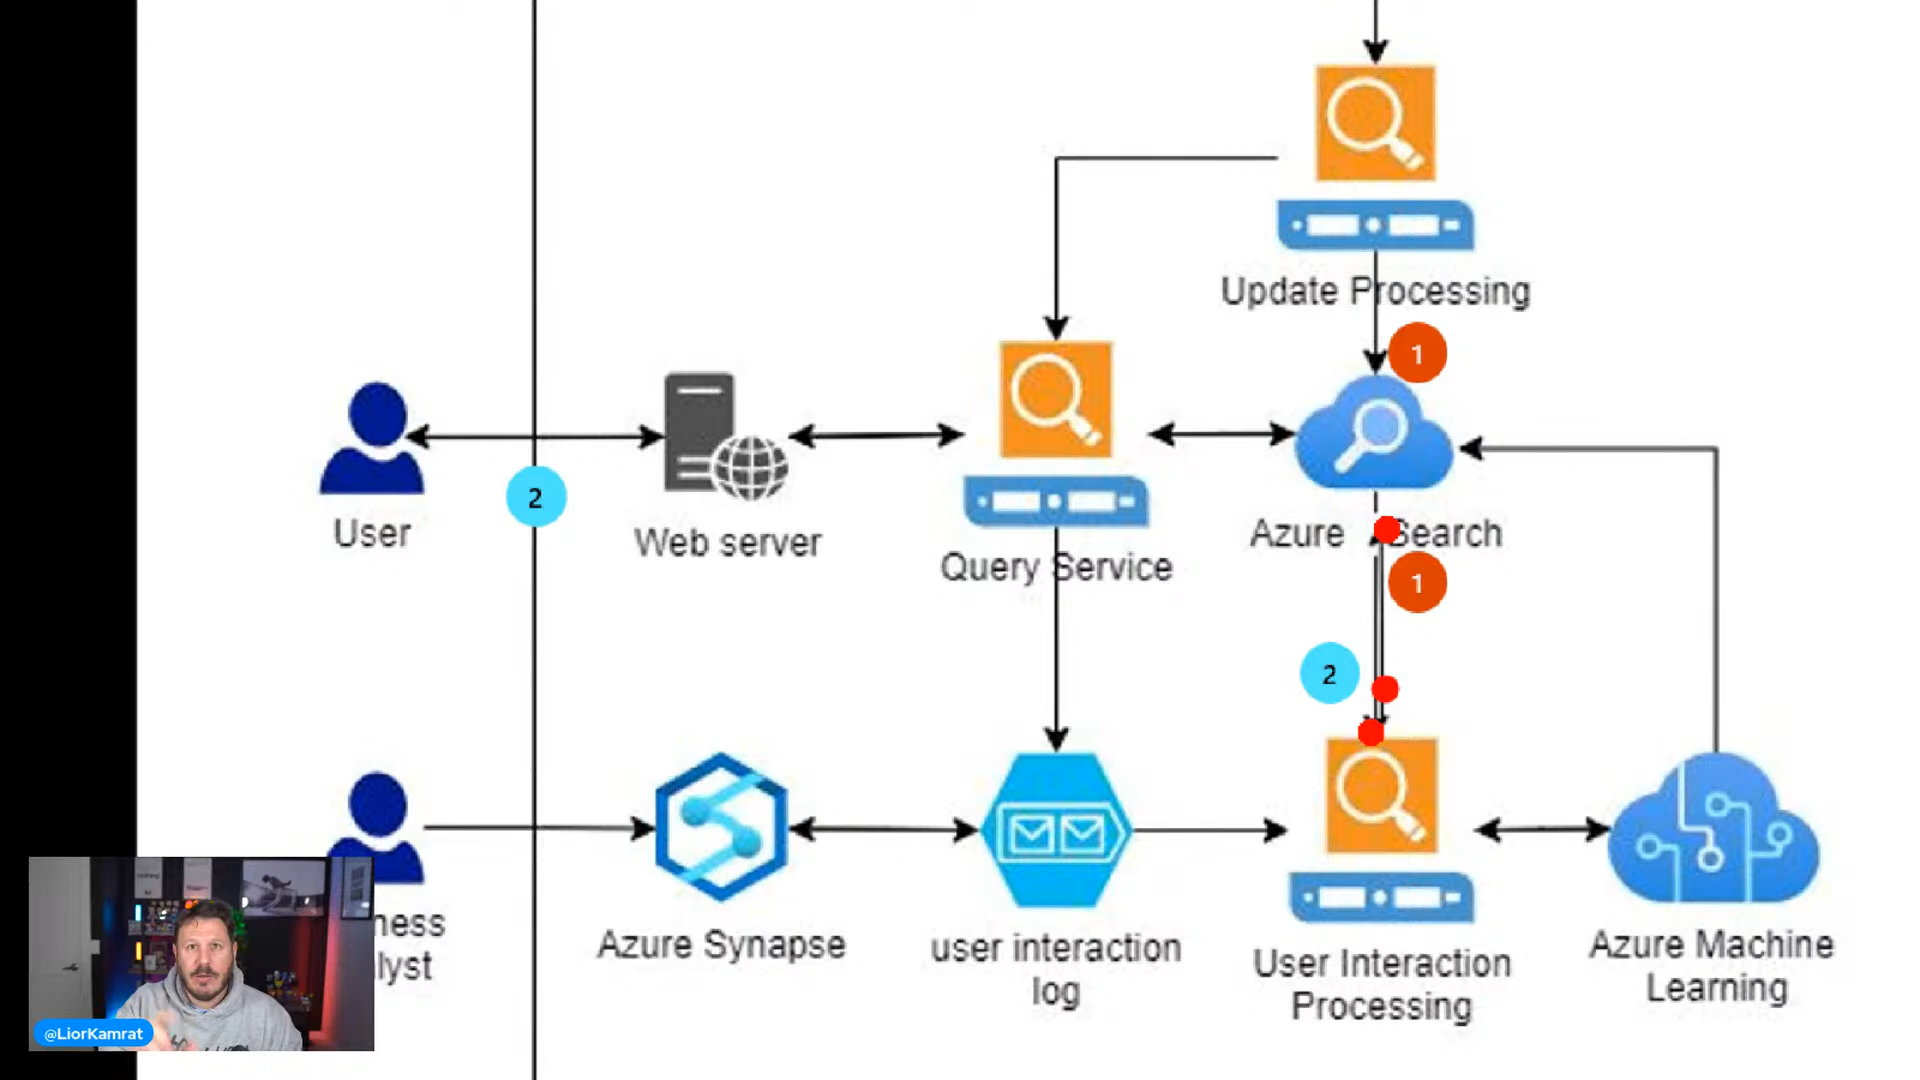 Update Processing
1
User
2
Web server
Query Service
Azure Search
1
2
ness
lyst
Azure Synapse
user interaction
log
User Interaction
Processing
Azure Machine
Learning
@LiorKamrat